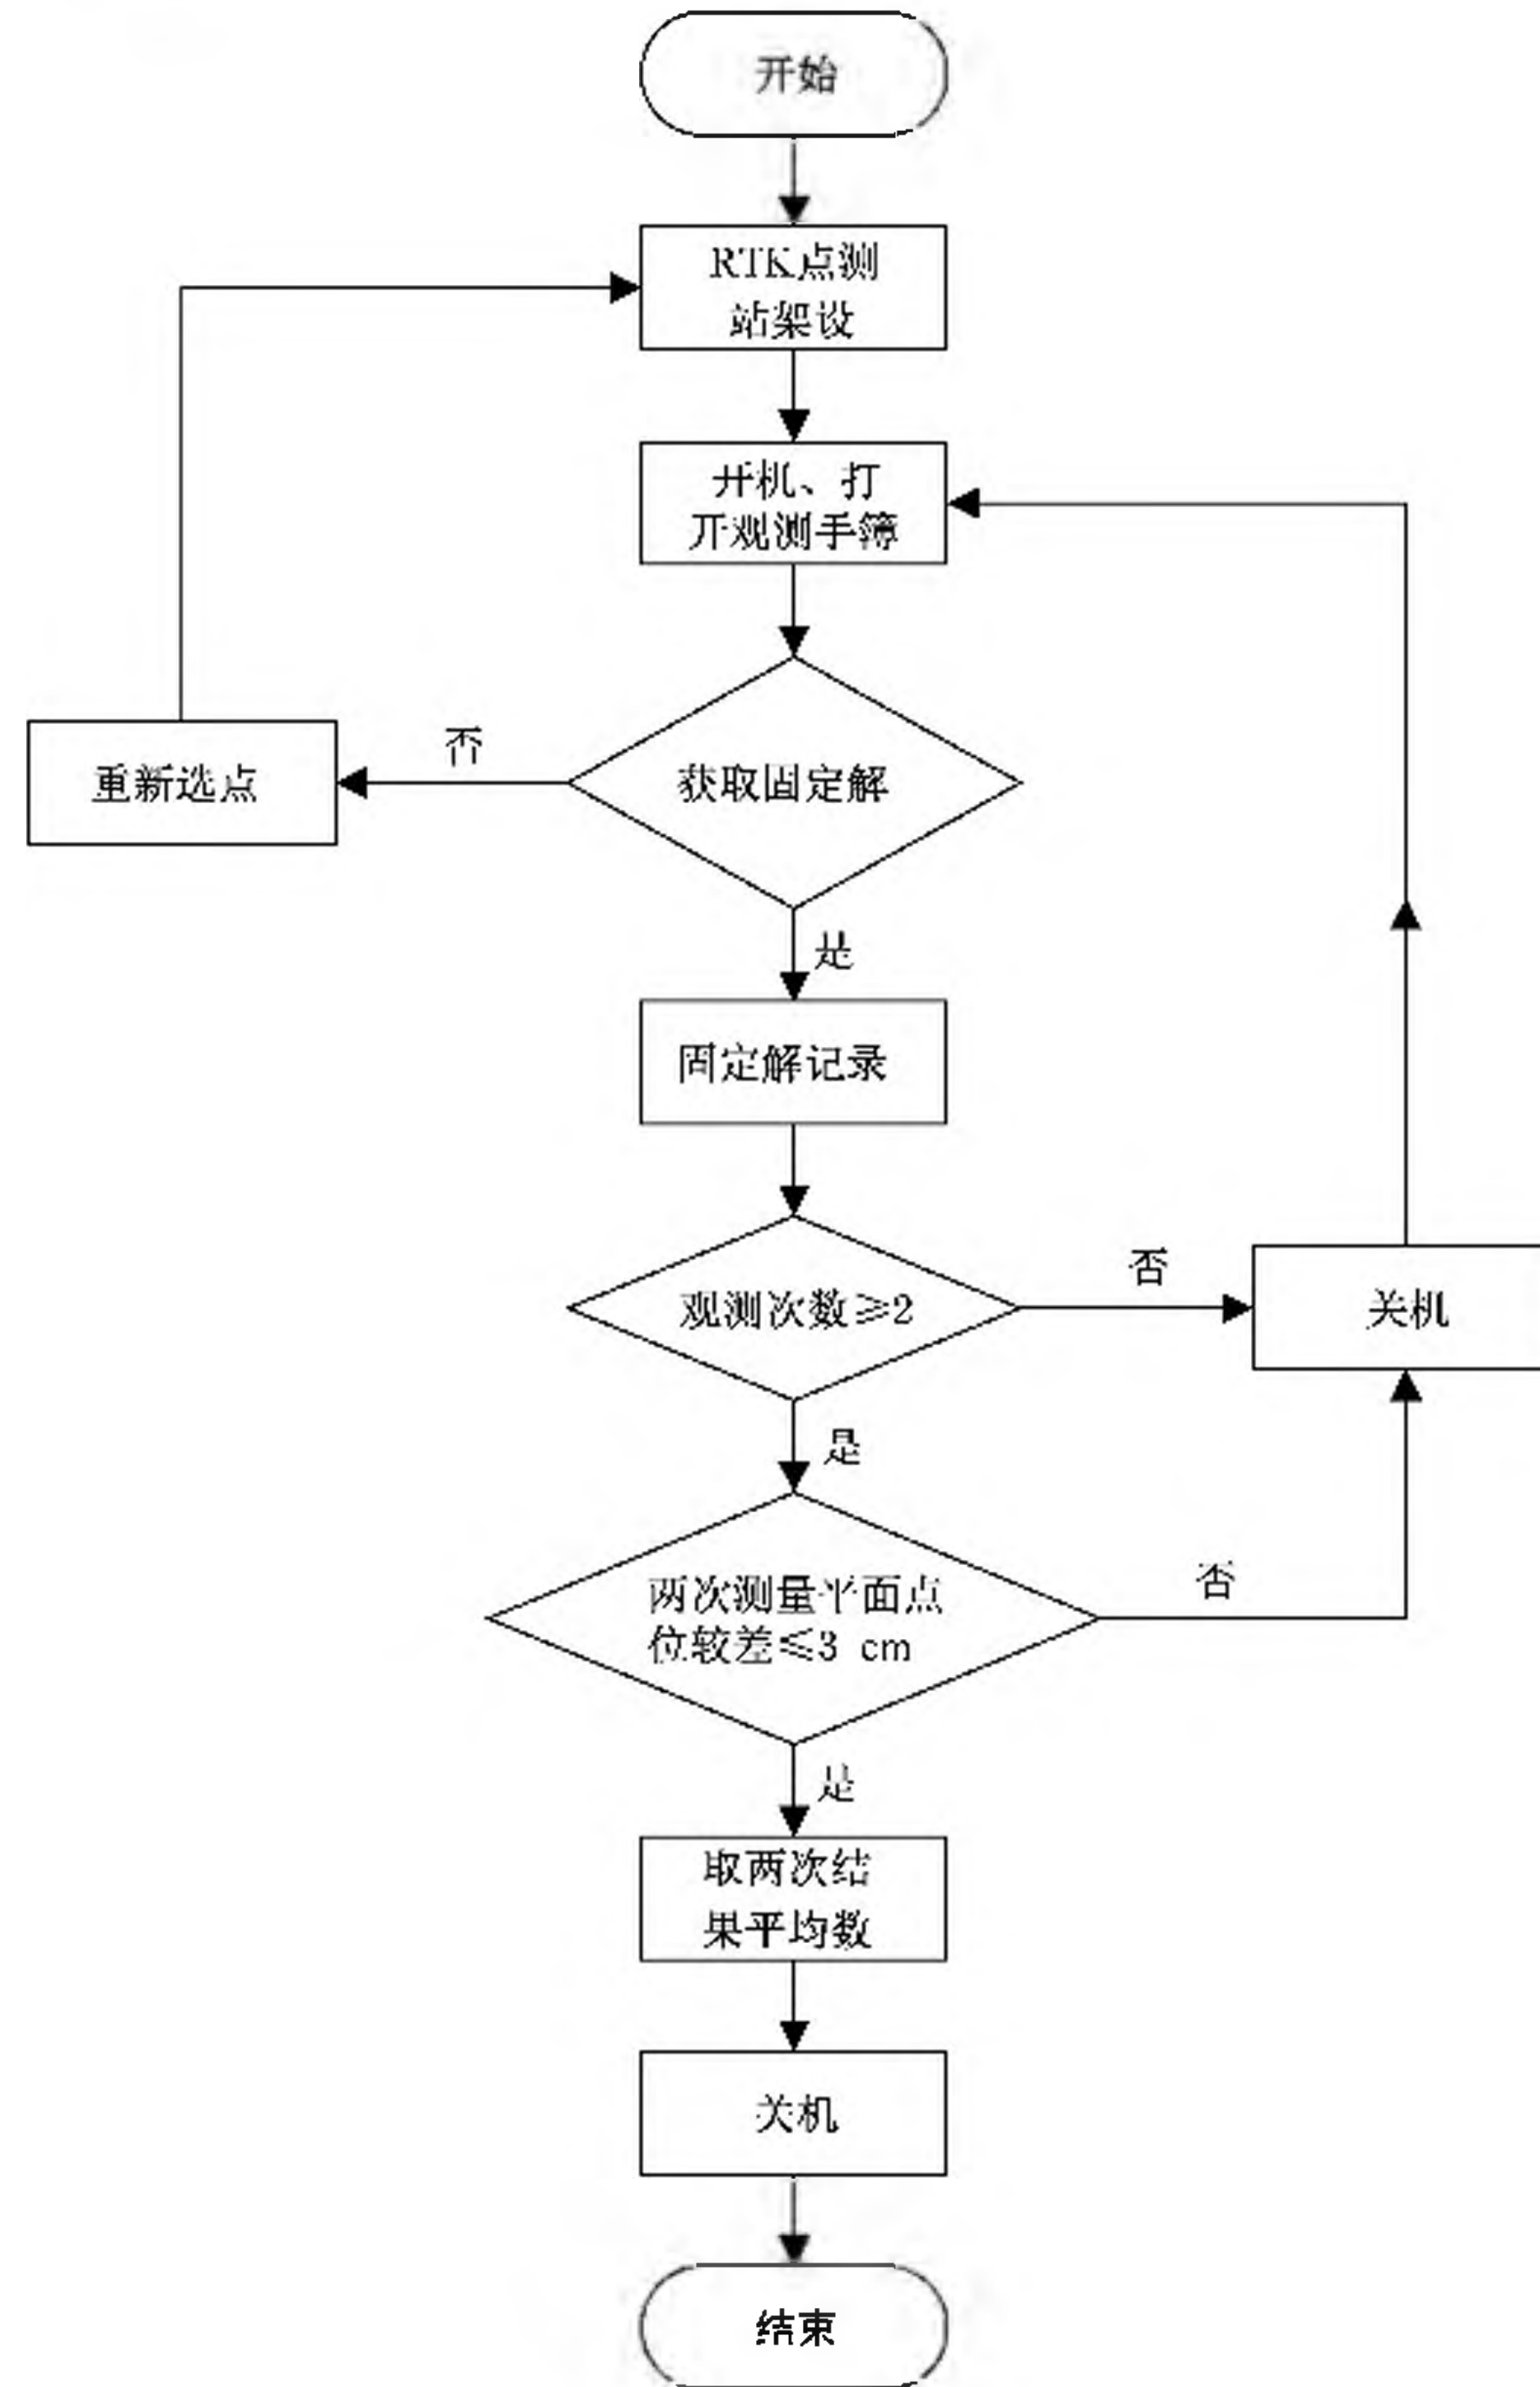 开始
RTK点测
站架设
开机、打
开观测手簿
否
重新选点
获取固定解
是
固定解记录
观测次数≥2
否
关机
是
两次测量平面点
位较差≤3 cm
否
是
取两次结
果平均数
关机
结束